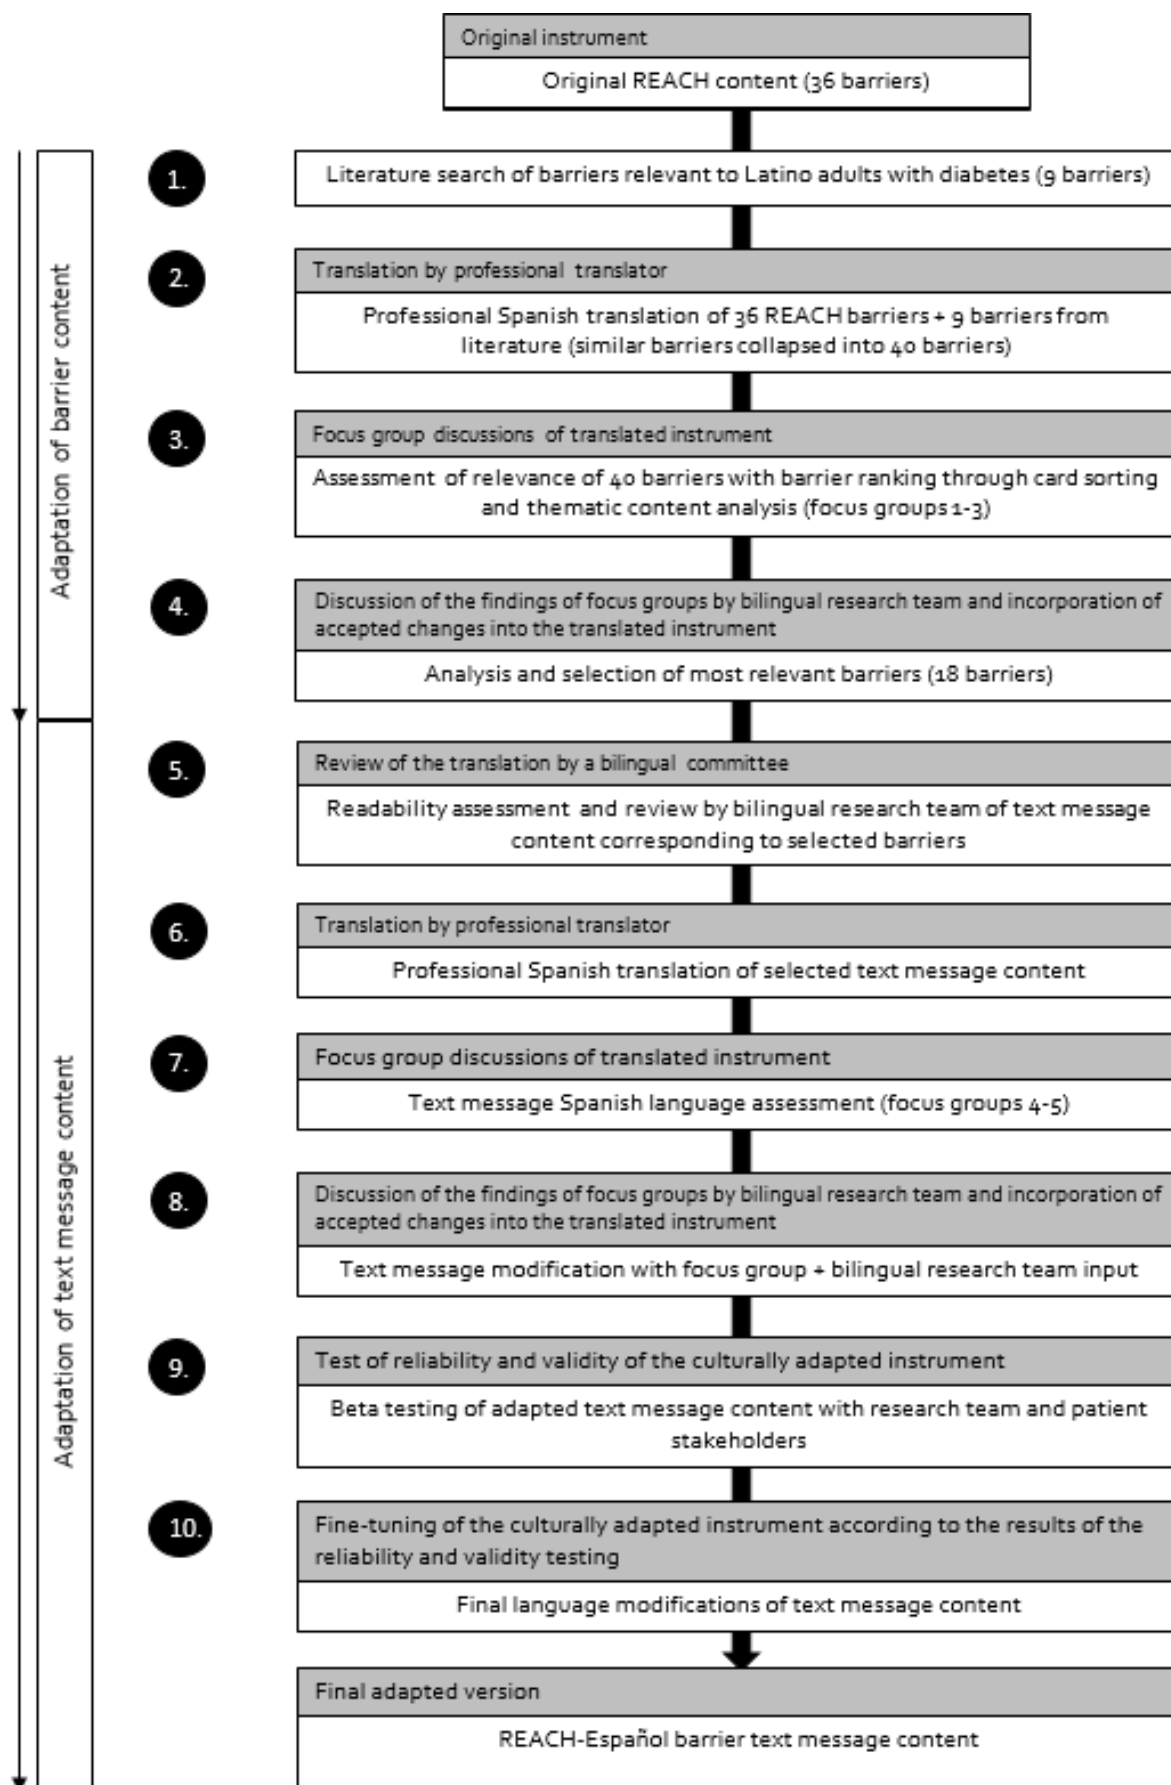 Original instrument
Original REACH content (36 barriers)
Adaptation of barrier content
1.
Literature search of barriers relevant to Latino adults with diabetes (9 barriers)
2.
Translation by professional translator
Professional Spanish translation of 36 REACH barriers + 9 barriers from
literature (similar barriers collapsed into 40 barriers)
3.
Focus group discussions of translated instrument
Assessment of relevance of 40 barriers with barrier ranking through card sorting
and thematic content analysis (focus groups 1-3)
4.
Discussion of the findings of focus groups by bilingual research team and incorporation of
accepted changes into the translated instrument
Analysis and selection of most relevant barriers (18 barriers)
Adaptation of text message content
5.
Review of the translation by a bilingual committee
Readability assessment and review by bilingual research team of text message
content corresponding to selected barriers
6.
Translation by professional translator
Professional Spanish translation of selected text message content
7.
Focus group discussions of translated instrument
Text message Spanish language assessment (focus groups 4-5)
8.
Discussion of the findings of focus groups by bilingual research team and incorporation of
accepted changes into the translated instrument
Text message modification with focus group + bilingual research team input
9.
Test of reliability and validity of the culturally adapted instrument
Beta testing of adapted text message content with research team and patient
stakeholders
10.
Fine-tuning of the culturally adapted instrument according to the results of the
reliability and validity testing
Final language modifications of text message content
Final adapted version
REACH-Español barrier text message content